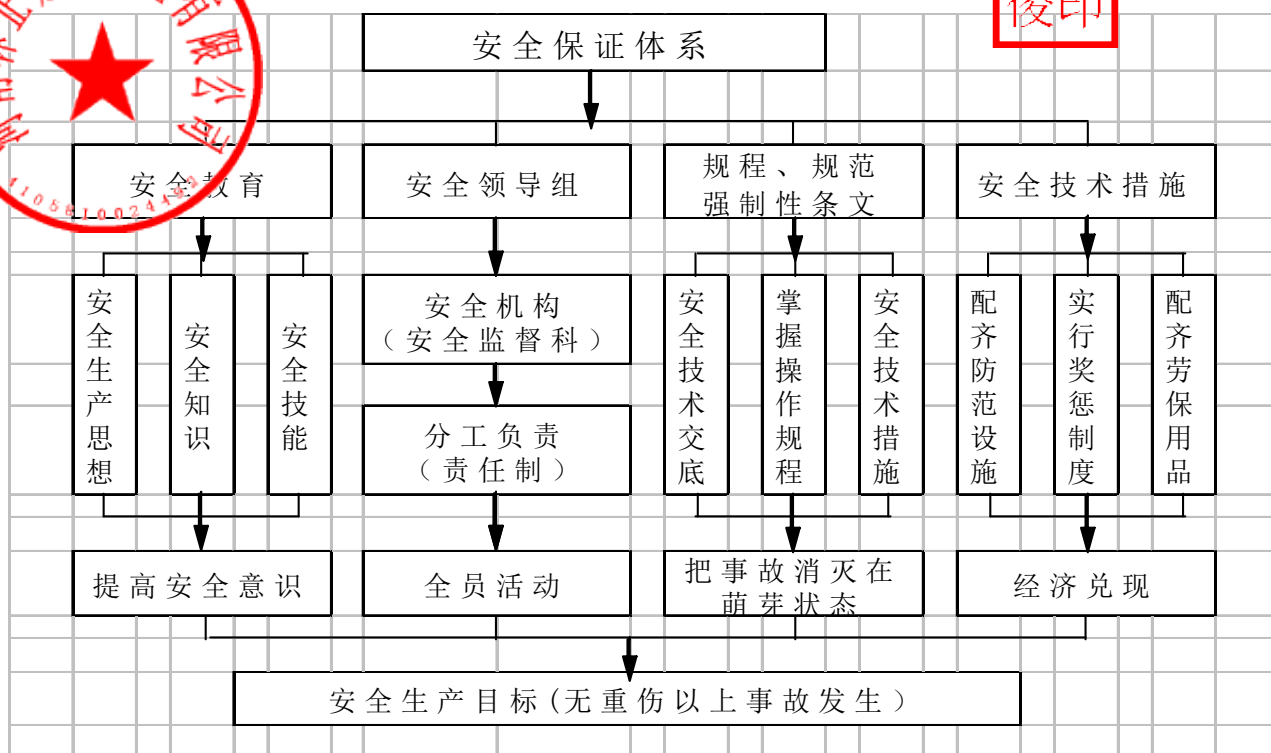 俊印
有限公司
4105810024492
安全保证体系
安全教育
安全领导组
规程、规范
强制性条文
安全技术措施
安全生产思想
安全知识
安全技能
安全机构
（安全监督科）
分工负责
（责任制）
安全技术交底
掌握操作规程
安全技术措施
配齐防范设施
实行奖惩制度
配齐劳保用品
提高安全意识
全员活动
把事故消灭在
萌芽状态
经济兑现
安全生产目标(无重伤以上事故发生）